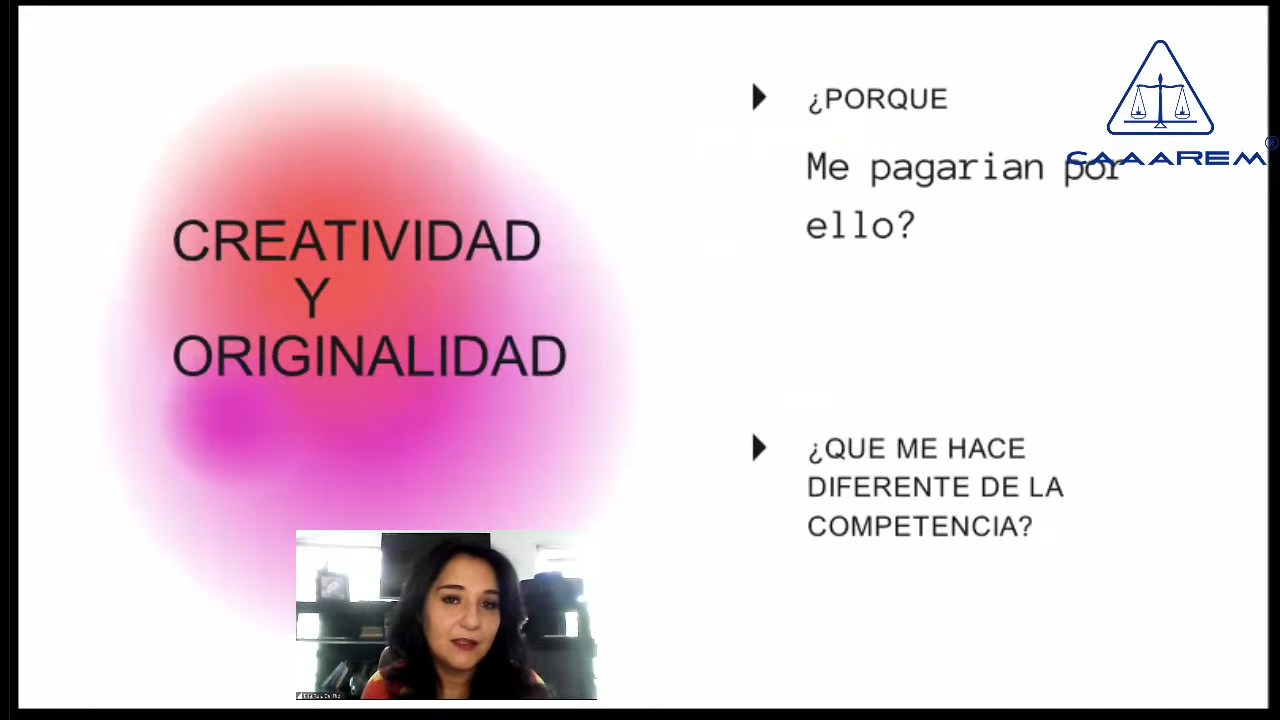 CREATIVIDAD
Y
ORIGINALIDAD
¿PORQUE
Me pagarian por
ello?
¿QUE ME HACE
DIFERENTE DE LA
COMPETENCIA?
CAAAREM®